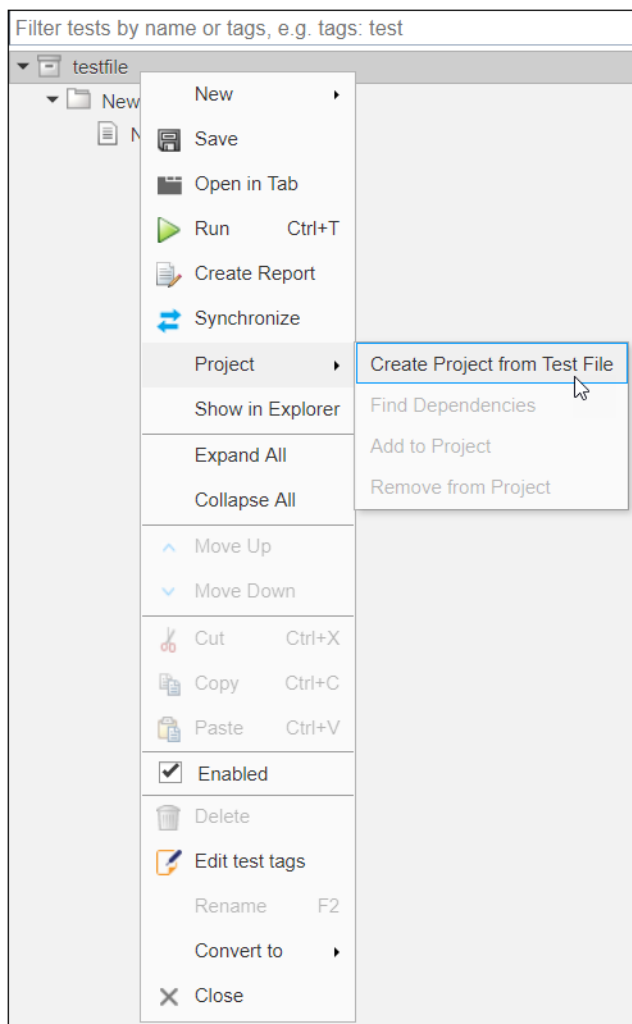 Filter tests by name or tags, e.g. tags: test
testfile
New
N
New
Save
Open in Tab
Run Ctrl+T
Create Report
Synchronize
Project
Show in Explorer
Expand All
Collapse All
Move Up
Move Down
Cut Ctrl+X
Copy Ctrl+C
Paste Ctrl+V
Enabled
Delete
Edit test tags
Rename F2
Convert to
Close
Create Project from Test File
Find Dependencies
Add to Project
Remove from Project